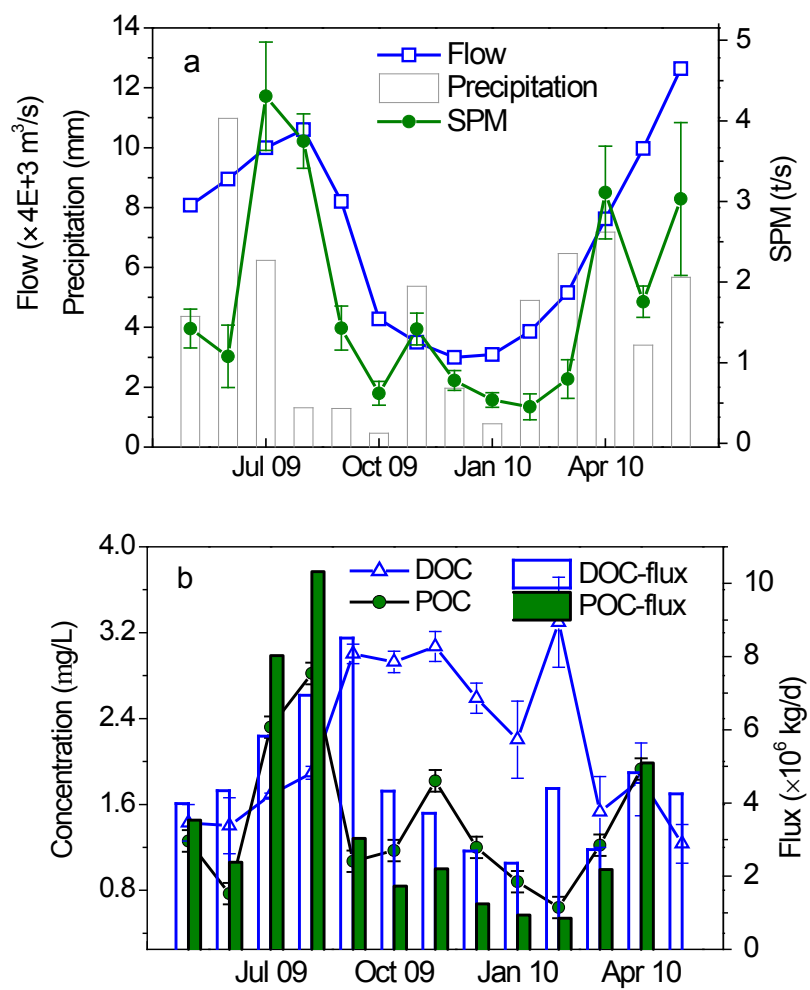 a
Flow
Precipitation
SPM
14
12
10
8
6
4
2
0
5
4
3
2
1
0
Flow (×4E+3 m³/s)
Precipitation (mm)
SPM (t/s)
Jul 09 Oct 09 Jan 10 Apr 10
b
DOC
POC
DOC-flux
POC-flux
4.0
3.2
2.4
1.6
0.8
10
8
6
4
2
0
Concentration (mg/L)
Flux (×10⁶ kg/d)
Jul 09 Oct 09 Jan 10 Apr 10